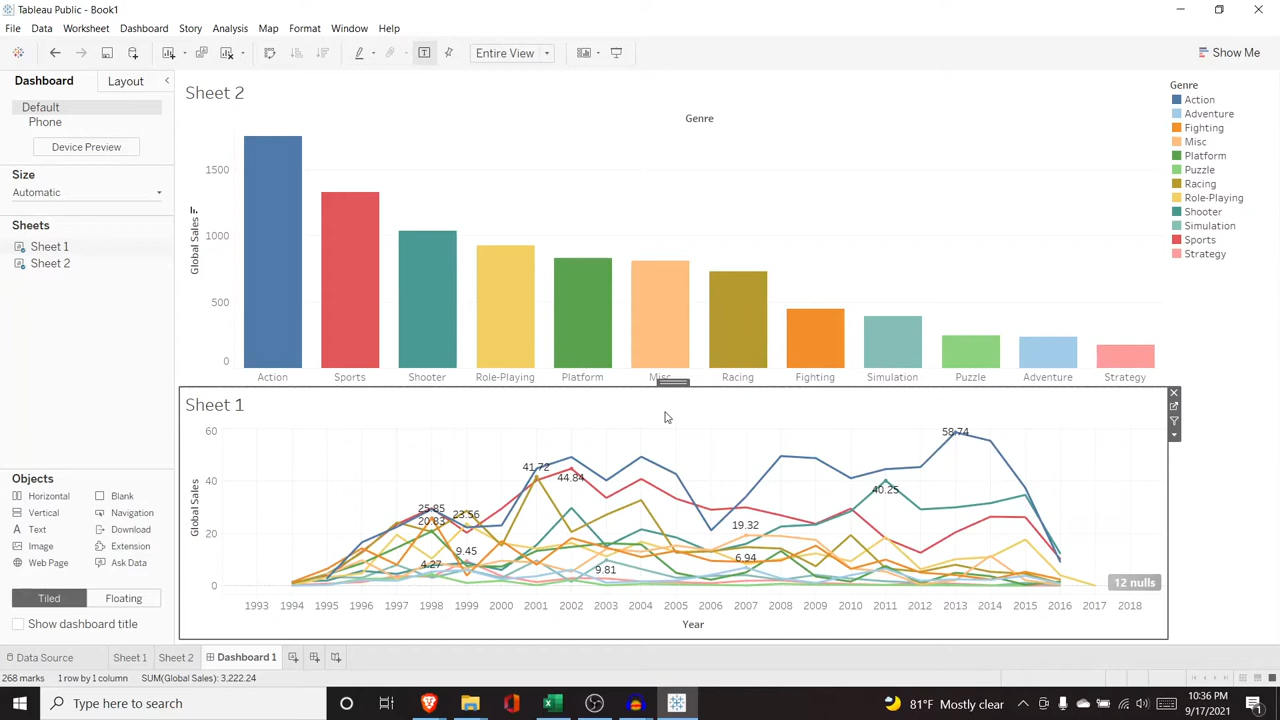 Tableau Public - Book1
File Data Worksheet Dashboard Story Analysis Map Format Window Help
Entire View
Show Me
Dashboard Layout
Default
Phone
Device Preview
Size
Automatic
Sheets
Sheet 1
Sheet 2
Objects
Horizontal Blank
Vertical Navigation
Text Download
Image Extension
Web Page Ask Data
Tiled Floating
Show dashboard title
Sheet 2
Genre
Global Sales
1500
1000
500
0
Action Sports Shooter Role-Playing Platform Misc Racing Fighting Simulation Puzzle Adventure Strategy
Genre
Action
Adventure
Fighting
Misc
Platform
Puzzle
Racing
Role-Playing
Shooter
Simulation
Sports
Strategy
Sheet 1
Global Sales
60
40
20
0
58.74
41.72
44.84
40.25
25.85
20.83
23.56
19.32
9.45
4.27
9.81
6.94
12 nulls
1993 1994 1995 1996 1997 1998 1999 2000 2001 2002 2003 2004 2005 2006 2007 2008 2009 2010 2011 2012 2013 2014 2015 2016 2017 2018
Year
Data Source Sheet 1 Sheet 2 Dashboard 1
268 marks 1 row by 1 column SUM(Global Sales): 3,222.24
Type here to search
81°F Mostly clear
10:36 PM
9/17/2021